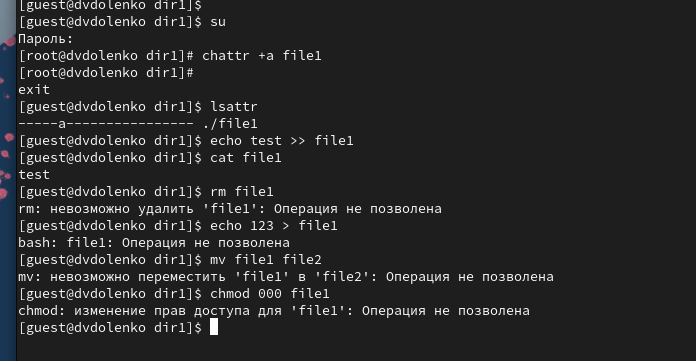 [guest@dvdolenko dir1]$
[guest@dvdolenko dir1]$ su
Пароль:
[root@dvdolenko dir1]# chattr +a file1
[root@dvdolenko dir1]#
exit
[guest@dvdolenko dir1]$ lsattr
-----a---------------- ./file1
[guest@dvdolenko dir1]$ echo test >> file1
[guest@dvdolenko dir1]$ cat file1
test
[guest@dvdolenko dir1]$ rm file1
rm: невозможно удалить 'file1': Операция не позволена
[guest@dvdolenko dir1]$ echo 123 > file1
bash: file1: Операция не позволена
[guest@dvdolenko dir1]$ mv file1 file2
mv: невозможно переместить 'file1' в 'file2': Операция не позволена
[guest@dvdolenko dir1]$ chmod 000 file1
chmod: изменение прав доступа для 'file1': Операция не позволена
[guest@dvdolenko dir1]$